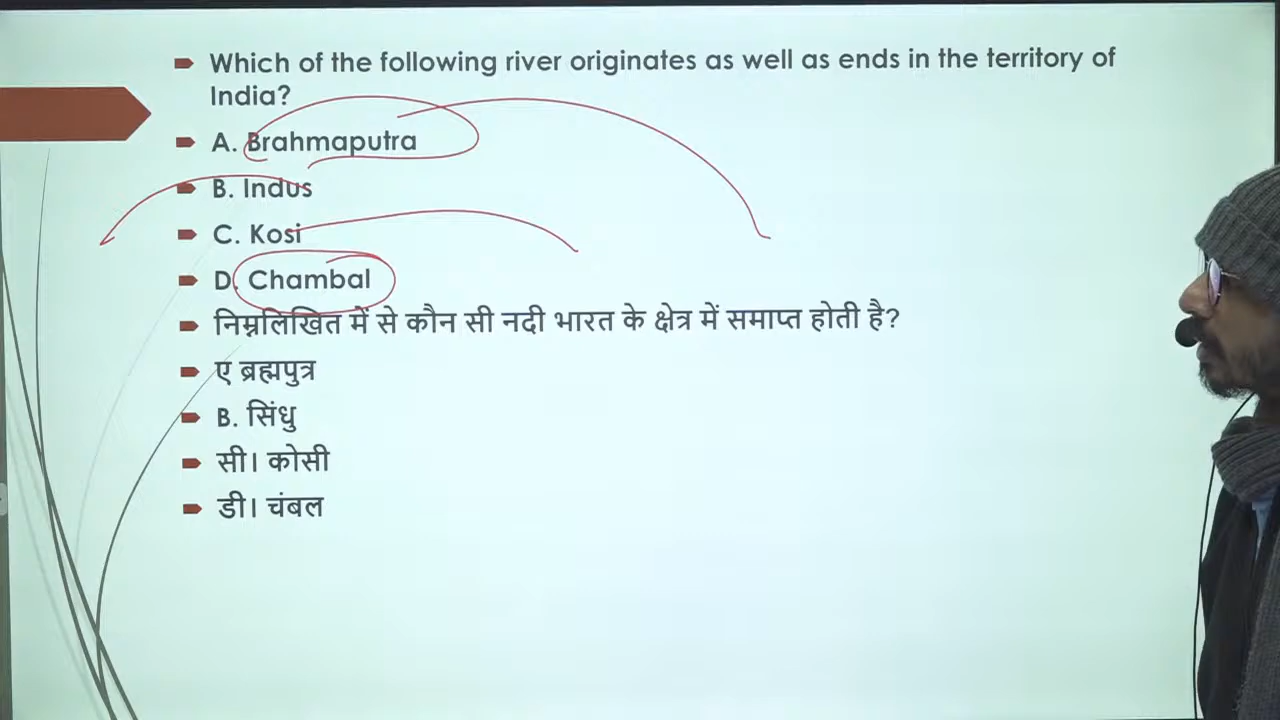 Which of the following river originates as well as ends in the territory of
India?
A. Brahmaputra
B. Indus
C. Kosi
D. Chambal
निम्नलिखित में से कौन सी नदी भारत के क्षेत्र में समाप्त होती है?
ए ब्रह्मपुत्र
B. सिंधु
सी। कोसी
डी। चंबल